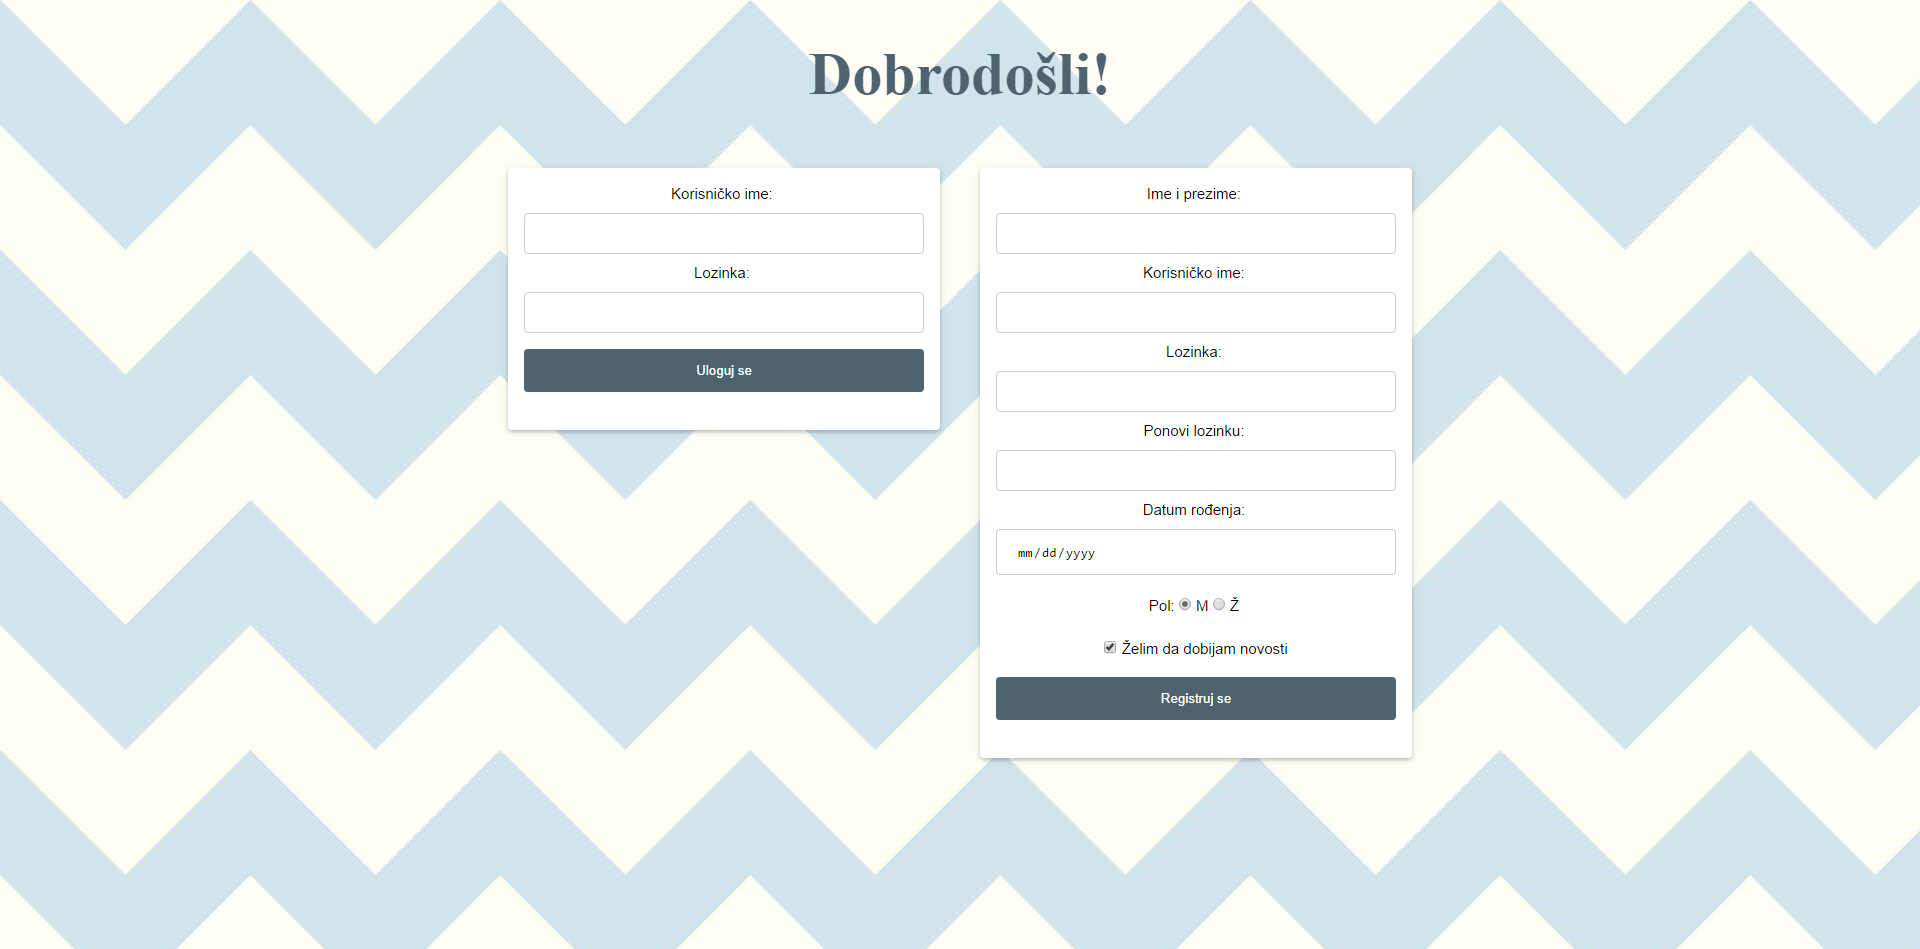 Dobrodošli!
Korisničko ime:
Lozinka:
Uloguj se
Ime i prezime:
Korisničko ime:
Lozinka:
Ponovi lozinku:
Datum rođenja:
mm/dd/yyyy
Pol: M Ž
Želim da dobijam novosti
Registruj se